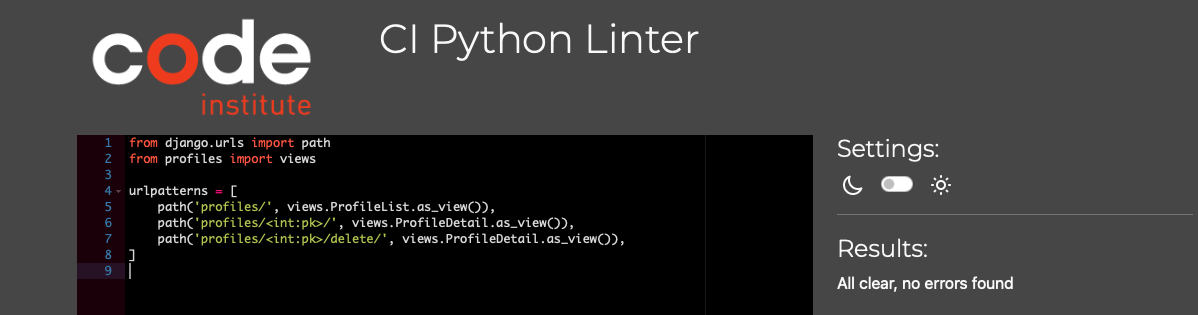 code
institute
CI Python Linter
1 from django.urls import path
2 from profiles import views
3
4 urlpatterns = [
5     path('profiles/', views.ProfileList.as_view()),
6     path('profiles/<int:pk>/', views.ProfileDetail.as_view()),
7     path('profiles/<int:pk>/delete/', views.ProfileDetail.as_view()),
8 ]
9
Settings:
Results:
All clear, no errors found